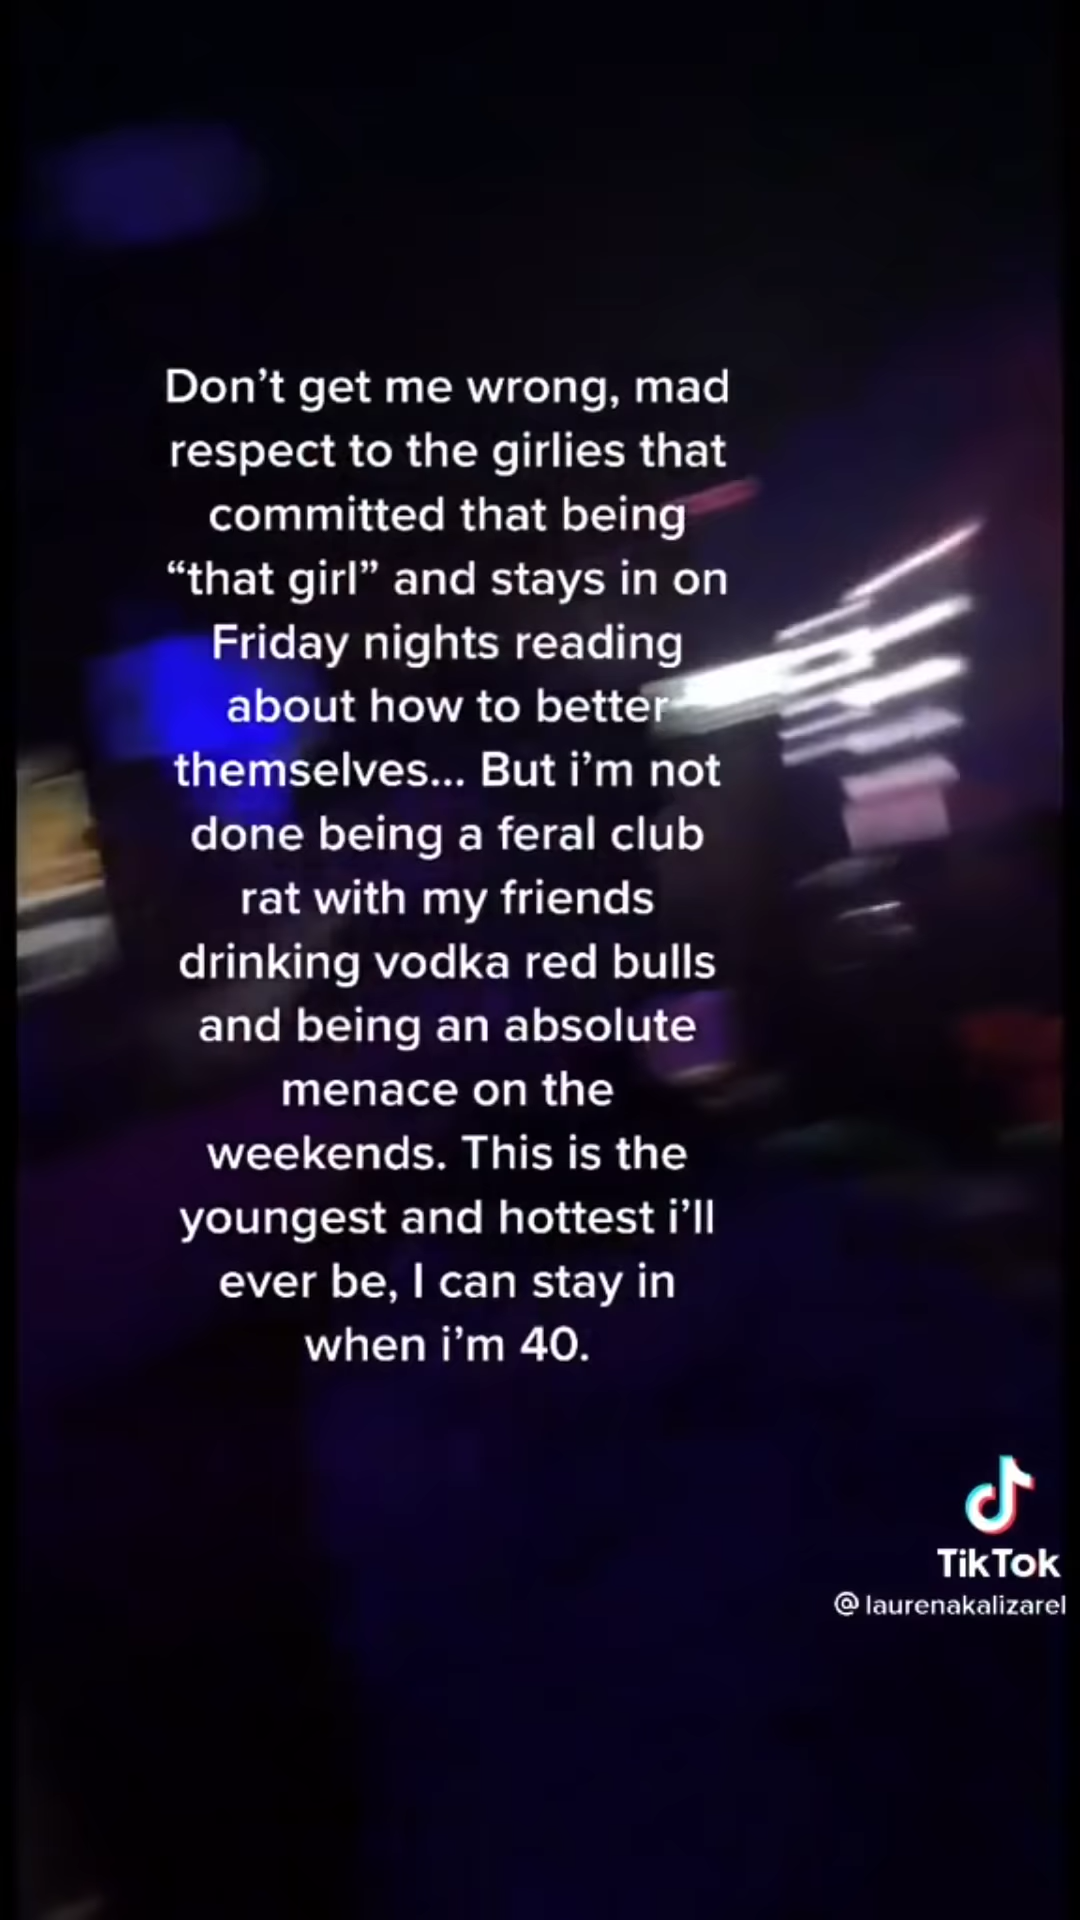 Don’t get me wrong, mad
respect to the girlies that
committed that being
“that girl” and stays in on
Friday nights reading
about how to better
themselves... But i’m not
done being a feral club
rat with my friends
drinking vodka red bulls
and being an absolute
menace on the
weekends. This is the
youngest and hottest i’ll
ever be, I can stay in
when i’m 40.
TikTok
@laurenakalizarel